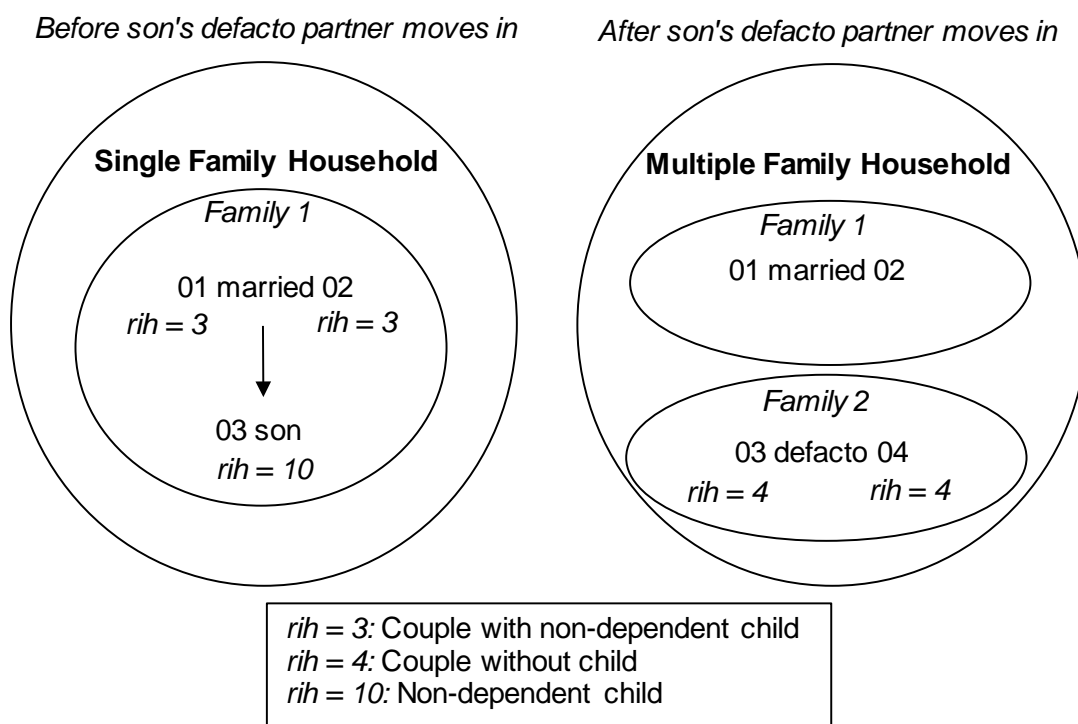 Before son's defacto partner moves in
Single Family Household
Family 1
01 married 02
rih = 3 rih = 3
03 son
rih = 10
After son's defacto partner moves in
Multiple Family Household
Family 1
01 married 02
Family 2
03 defacto 04
rih = 4 rih = 4
rih = 3: Couple with non-dependent child
rih = 4: Couple without child
rih = 10: Non-dependent child